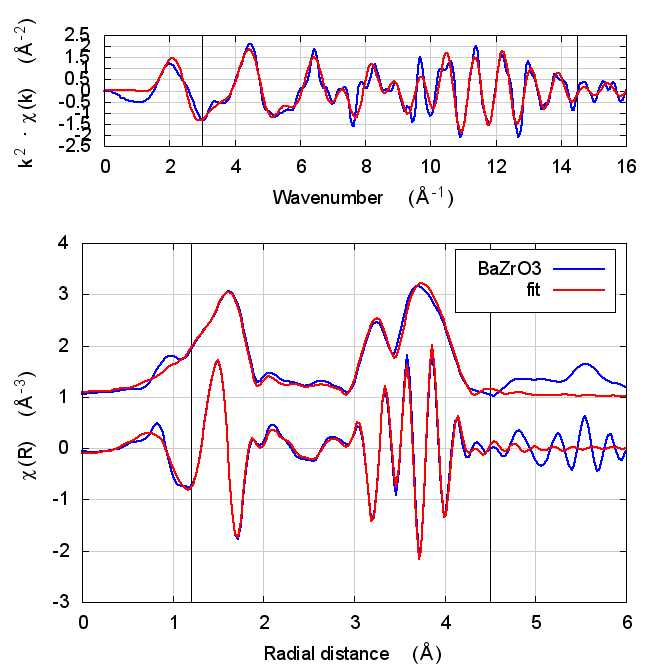 k² · χ(k) (Å⁻²)
2.5
2
1.5
1
0.5
0
-0.5
-1
-1.5
-2
-2.5
0 2 4 6 8 10 12 14 16
Wavenumber (Å⁻¹)
χ(R) (Å⁻³)
4
3
2
1
0
-1
-2
-3
BaZrO3
fit
0 1 2 3 4 5 6
Radial distance (Å)